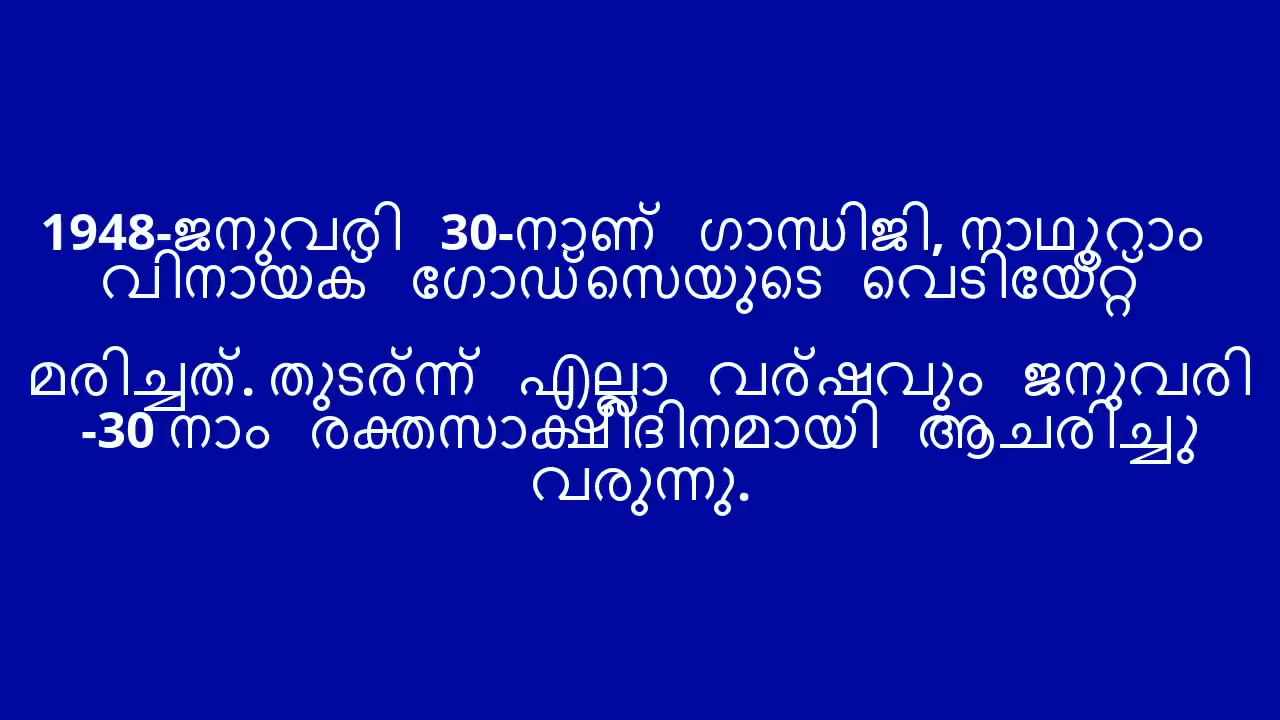 1948-ജനുവരി 30-നാണ് ഗാന്ധിജി, നാഥൂറാം
വിനായക് ഗോഡ്സെയുടെ വെടിയേറ്റ്
മരിച്ചത്. തുടര്ന്ന് എല്ലാ വര്ഷവും ജനുവരി
-30 നാം രക്തസാക്ഷിദിനമായി ആചരിച്ചു
വരുന്നു.